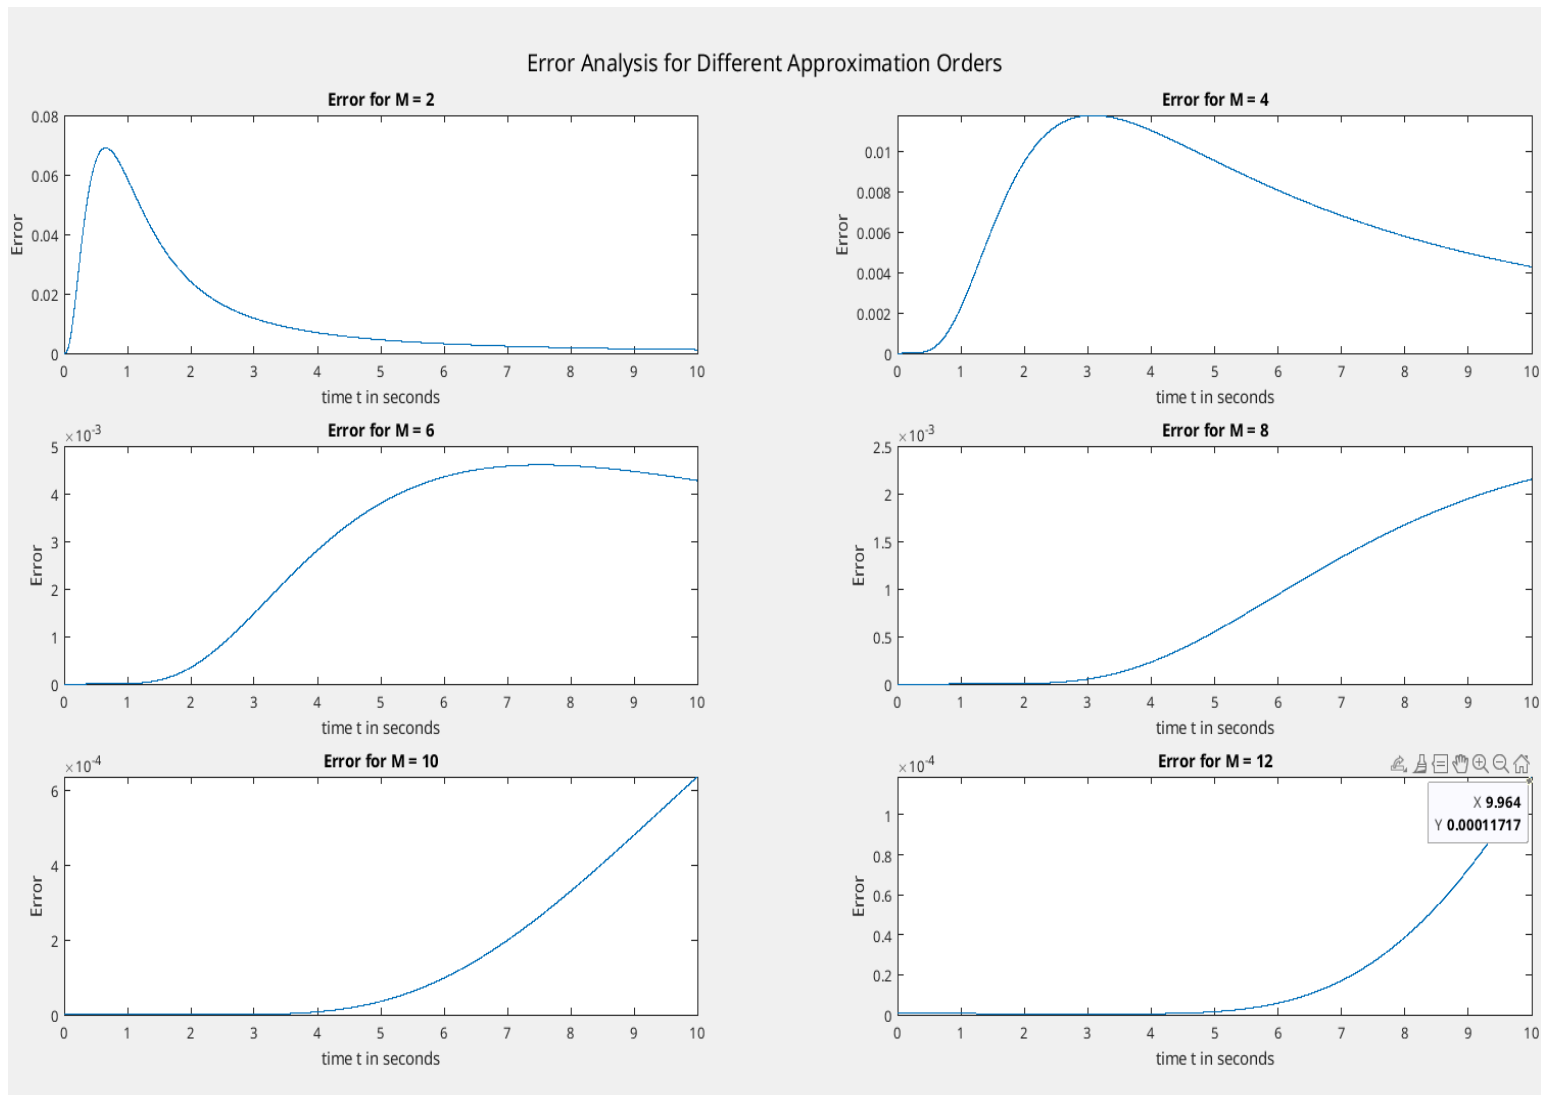 Error Analysis for Different Approximation Orders
Error for M = 2
0.08
0.06
0.04
0.02
0
Error
0 1 2 3 4 5 6 7 8 9 10
time t in seconds
Error for M = 4
0.01
0.008
0.006
0.004
0.002
0
Error
0 1 2 3 4 5 6 7 8 9 10
time t in seconds
Error for M = 6
×10-3
5
4
3
2
1
0
Error
0 1 2 3 4 5 6 7 8 9 10
time t in seconds
Error for M = 8
×10-3
2.5
2
1.5
1
0.5
0
Error
0 1 2 3 4 5 6 7 8 9 10
time t in seconds
Error for M = 10
×10-4
6
4
2
0
Error
0 1 2 3 4 5 6 7 8 9 10
time t in seconds
Error for M = 12
×10-4
X 9.964
Y 0.00011717
1
0.8
0.6
0.4
0.2
0
Error
0 1 2 3 4 5 6 7 8 9 10
time t in seconds